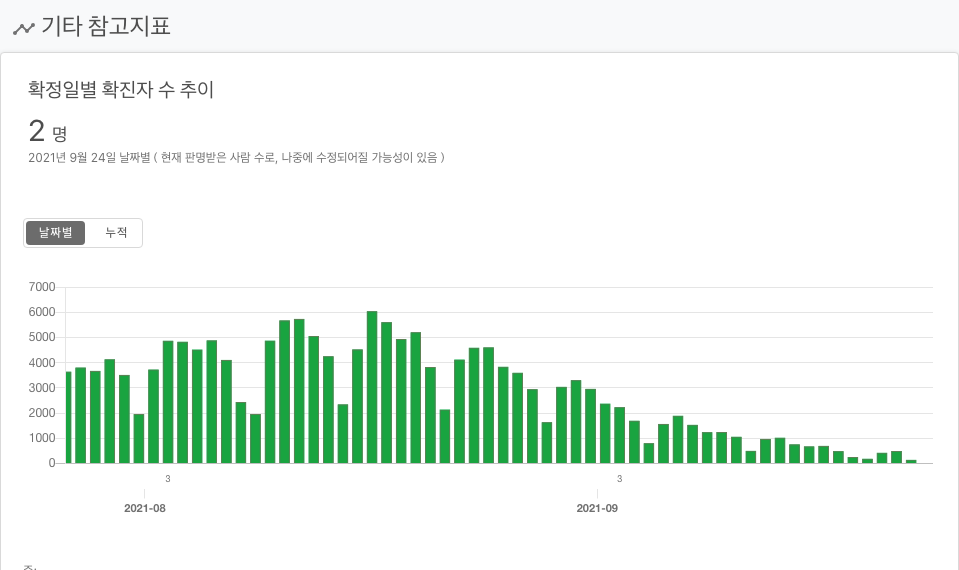 기타 참고지표
확정일별 확진자 수 추이
2 명
2021년 9월 24일 날짜별 ( 현재 판명받은 사람 수로, 나중에 수정되어질 가능성이 있음 )
날짜별 누적
7000
6000
5000
4000
3000
2000
1000
0
3 3
2021-08 2021-09